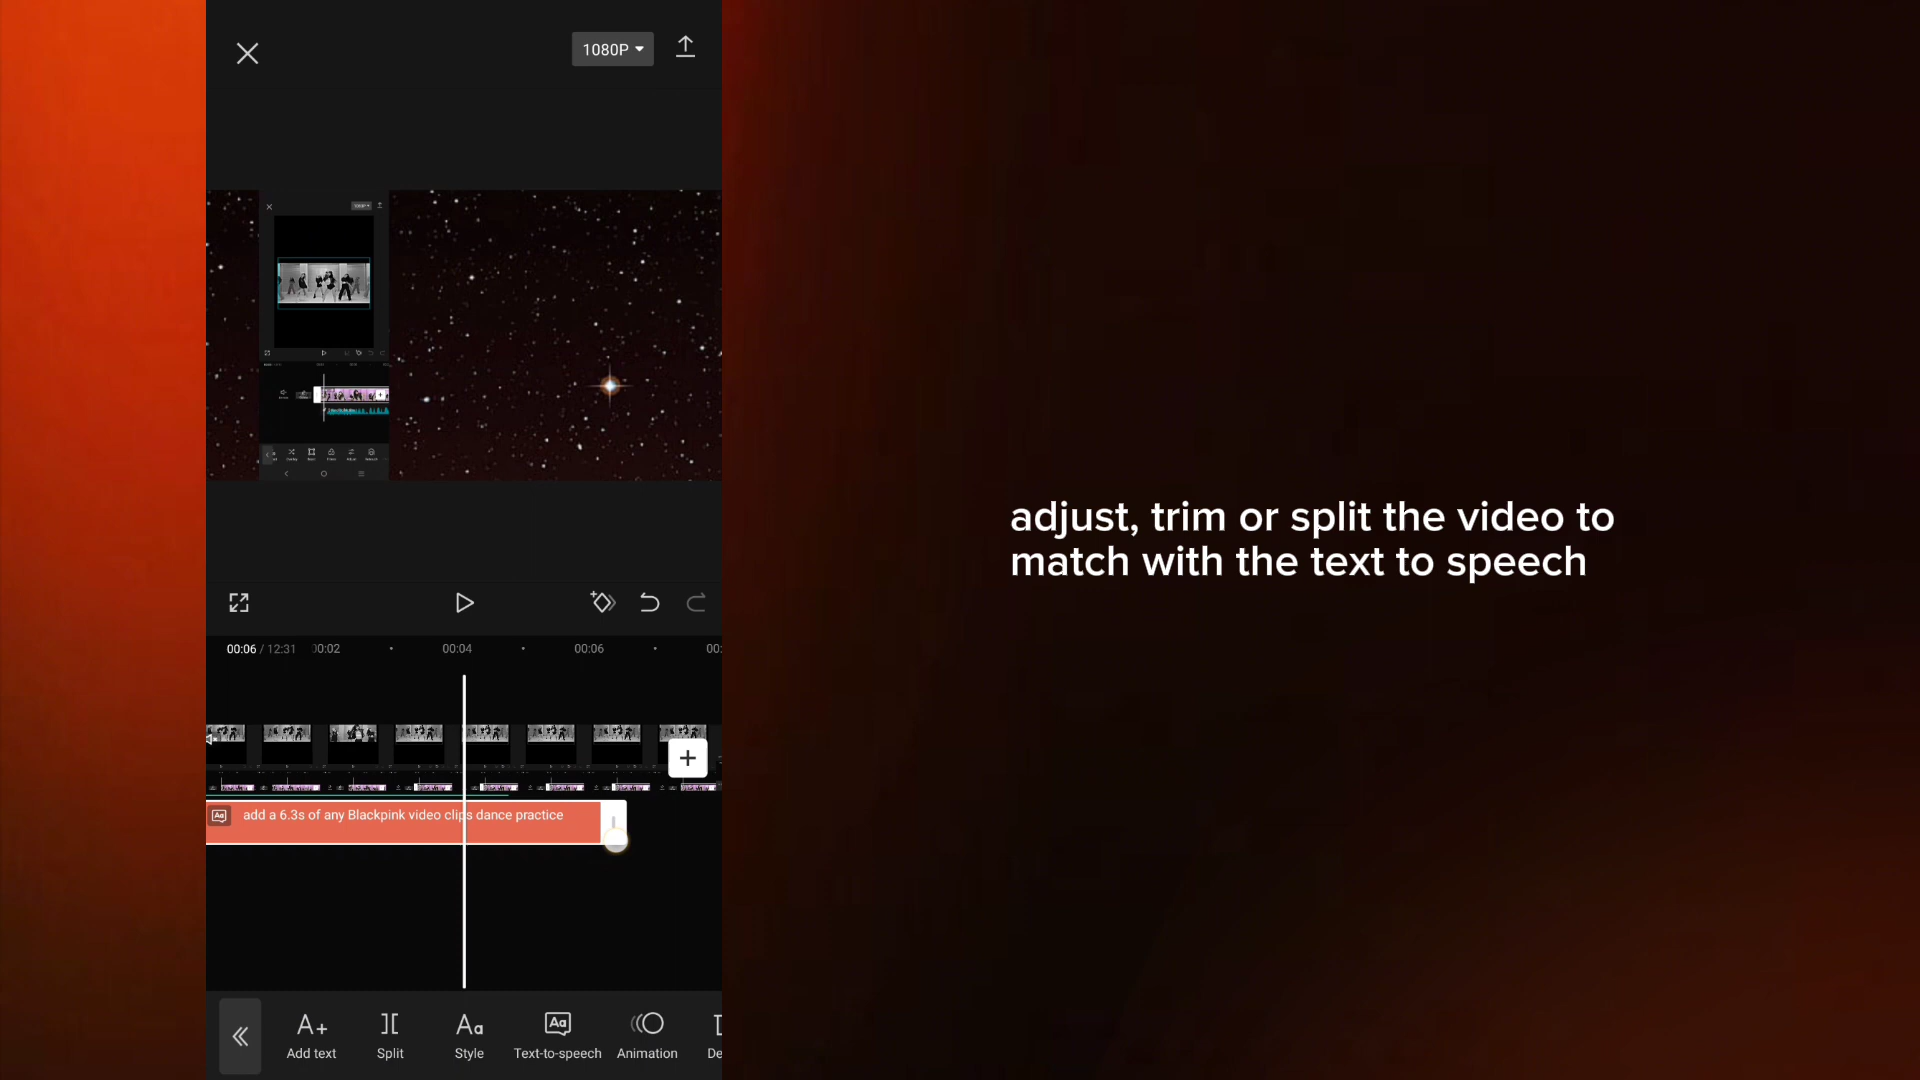 1080P
00:06 / 12:31
00:02
00:04
00:06
00:
add a 6.3s of any Blackpink video clips dance practice
Add text
Split
Style
Text-to-speech
Animation
De
adjust, trim or split the video to
match with the text to speech